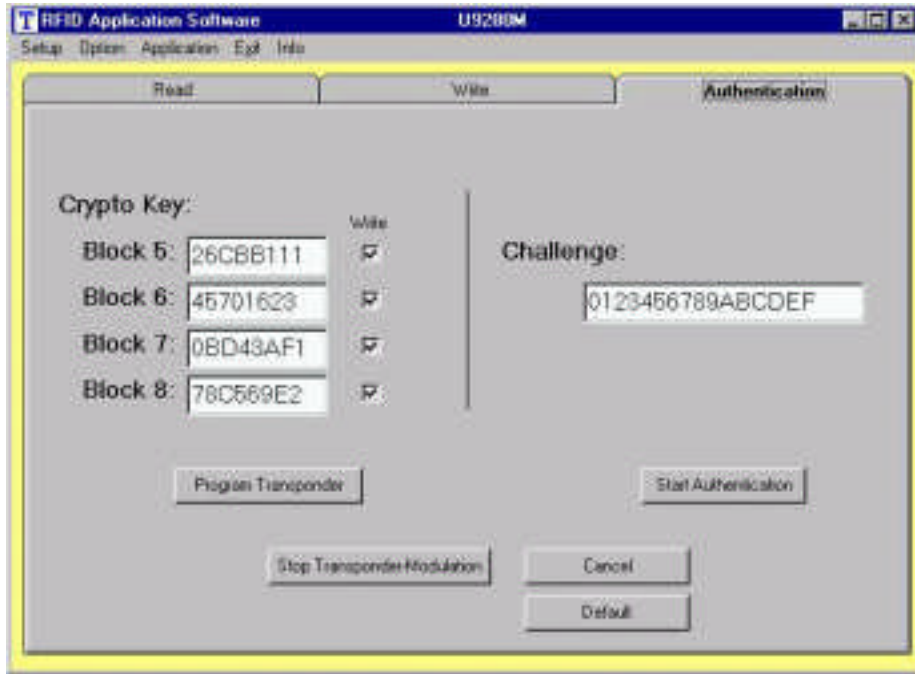 T RFID Application Software U9280M
Setup Option Application Exit Info
Read Write Authentication
Crypto Key:
Write
Block 5: 26CBB111
Challenge:
Block 6: 45701623
0123456789ABCDEF
Block 7: 0BD43AF1
Block 8: 78C569E2
Program Transponder
Start Authentication
Stop Transponder-Modulation
Cancel
Default